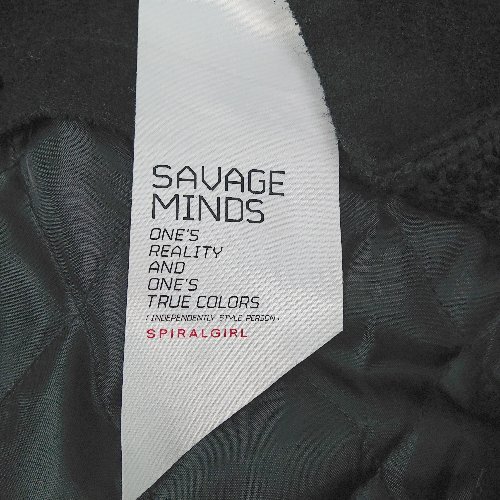 SAVAGE
MINDS
ONE'S
REALITY
AND
ONE'S
TRUE COLORS
(INDEPENDENTLY STYLE PERSON)
SPIRALGIRL